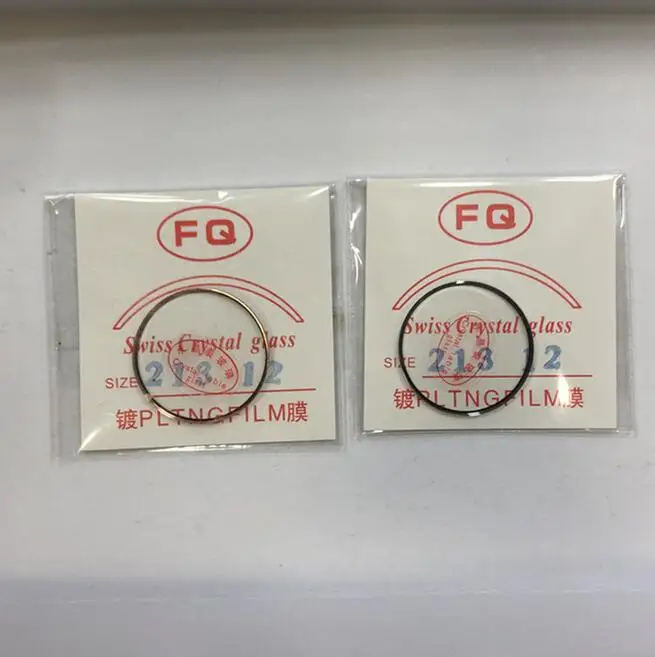 FQ
Swiss Crystal glass
SIZE 213 12
镀PLTNGFILM膜
FQ
Swiss Crystal glass
SIZE 213 12
镀PLTNGFILM膜